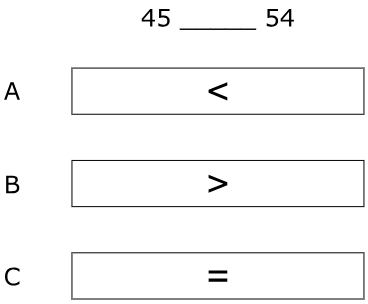 45 ______ 54
A <
B >
C =